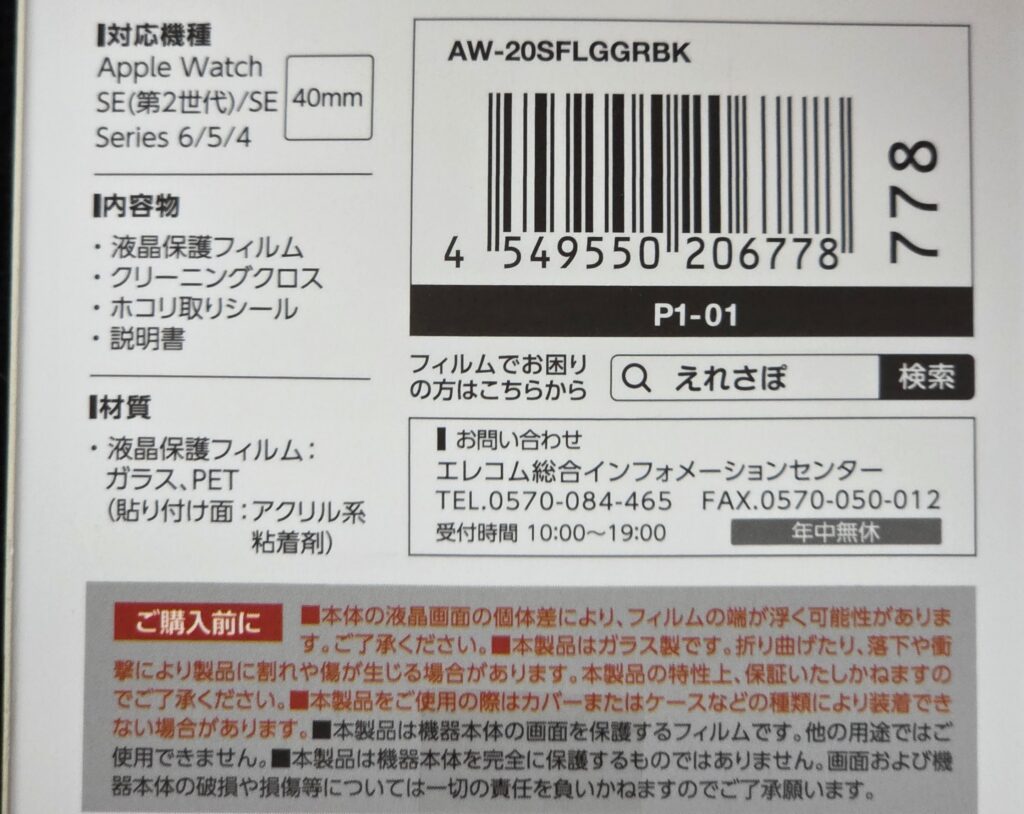 対応機種
Apple Watch
SE(第2世代)/SE
Series 6/5/4
40mm
内容物
・液晶保護フィルム
・クリーニングクロス
・ホコリ取りシール
・説明書
材質
・液晶保護フィルム：
ガラス、PET
（貼り付け面：アクリル系
粘着剤）
AW-20SFLGGRBK
4 549550 206778
778
P1-01
フィルムでお困り
の方はこちらから
えれさぽ 検索
お問い合わせ
エレコム総合インフォメーションセンター
TEL.0570-084-465 FAX.0570-050-012
受付時間 10:00～19:00 年中無休
ご購入前に
■本体の液晶画面の個体差により、フィルムの端が浮く可能性がありま
す。ご了承ください。■本製品はガラス製です。折り曲げたり、落下や衝
撃により製品に割れや傷が生じる場合があります。本製品の特性上、保証いたしかねますの
でご了承ください。■本製品をご使用の際はカバーまたはケースなどの種類により装着でき
ない場合があります。■本製品は機器本体の画面を保護するフィルムです。他の用途ではご
使用できません。■本製品は機器本体を完全に保護するものではありません。画面および機
器本体の破損や損傷等については一切の責任を負いかねますのでご了承願います。